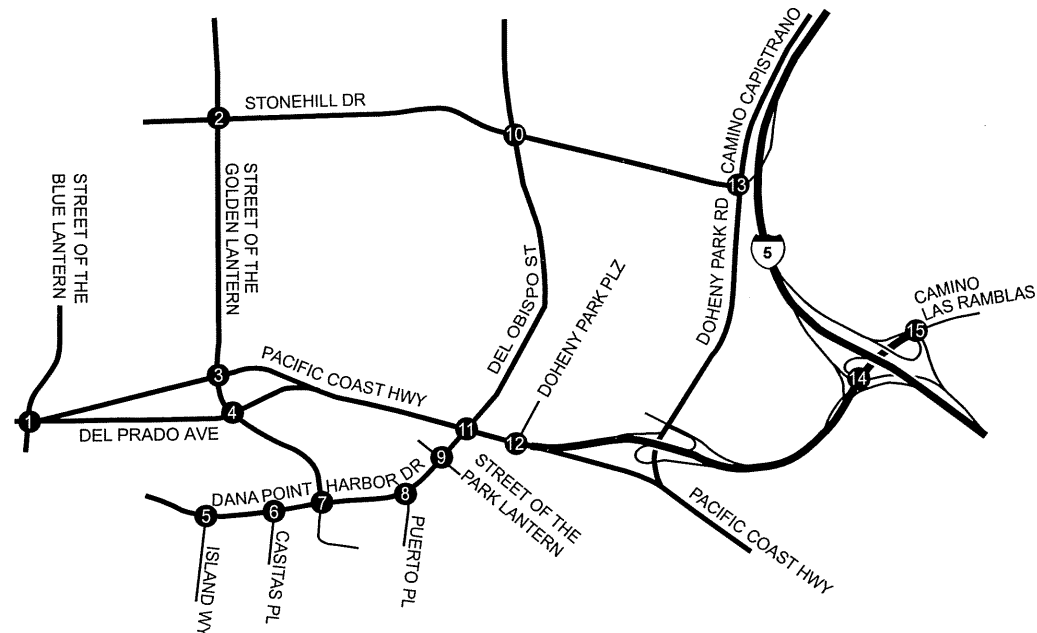 CAMINO CAPISTRANO
STONEHILL DR
2
10
13
STREET OF THE
BLUE LANTERN
STREET OF THE
GOLDEN LANTERN
DEL OBISPO ST
DOHENY PARK PLZ
DOHENY PARK RD
5
CAMINO
LAS RAMBLAS
15
14
3
PACIFIC COAST HWY
4
1
DEL PRADO AVE
11
12
9
STREET OF THE
PARK LANTERN
DANA POINT HARBOR DR
5
6
7
8
PACIFIC COAST HWY
ISLAND WY
CASITAS PL
PUERTO PL